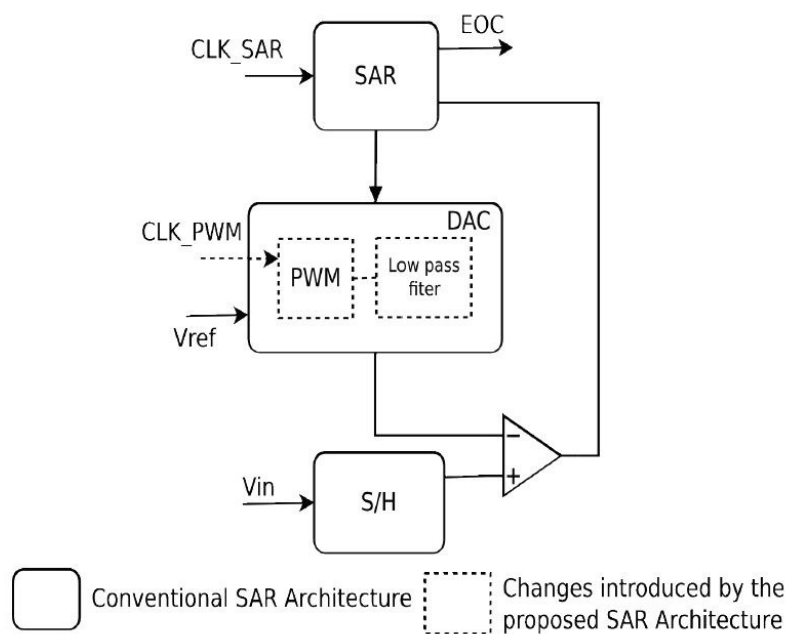 EOC
CLK_SAR
SAR
DAC
CLK_PWM
PWM
Low pass
fiter
Vref
−
+
Vin
S/H
Conventional SAR Architecture
Changes introduced by the
proposed SAR Architecture